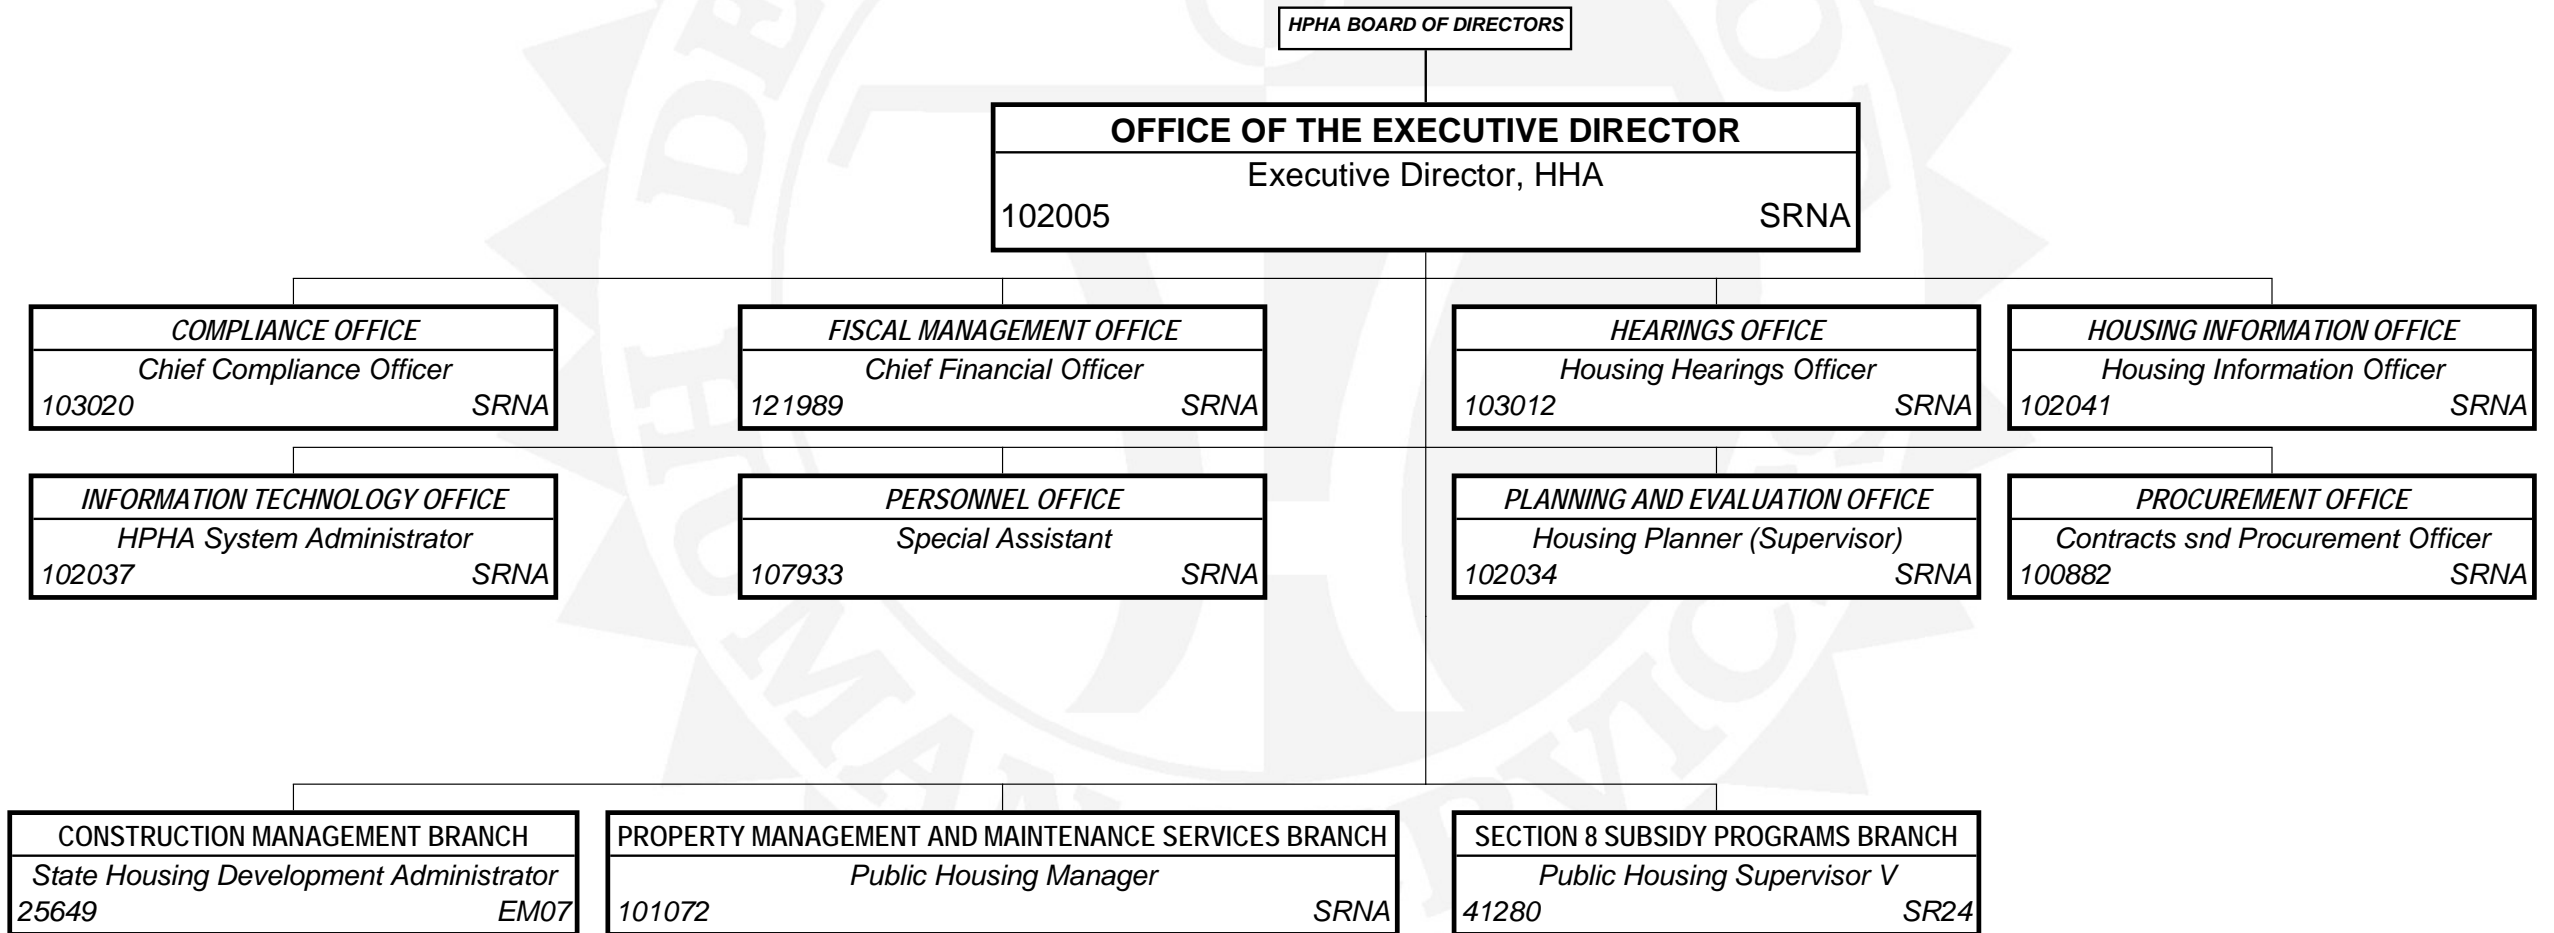 HPHA BOARD OF DIRECTORS
OFFICE OF THE EXECUTIVE DIRECTOR
Executive Director, HHA
102005 SRNA
COMPLIANCE OFFICE
Chief Compliance Officer
103020 SRNA
FISCAL MANAGEMENT OFFICE
Chief Financial Officer
121989 SRNA
HEARINGS OFFICE
Housing Hearings Officer
103012 SRNA
HOUSING INFORMATION OFFICE
Housing Information Officer
102041 SRNA
INFORMATION TECHNOLOGY OFFICE
HPHA System Administrator
102037 SRNA
PERSONNEL OFFICE
Special Assistant
107933 SRNA
PLANNING AND EVALUATION OFFICE
Housing Planner (Supervisor)
102034 SRNA
PROCUREMENT OFFICE
Contracts snd Procurement Officer
100882 SRNA
CONSTRUCTION MANAGEMENT BRANCH
State Housing Development Administrator
25649 EM07
PROPERTY MANAGEMENT AND MAINTENANCE SERVICES BRANCH
Public Housing Manager
101072 SRNA
SECTION 8 SUBSIDY PROGRAMS BRANCH
Public Housing Supervisor V
41280 SR24